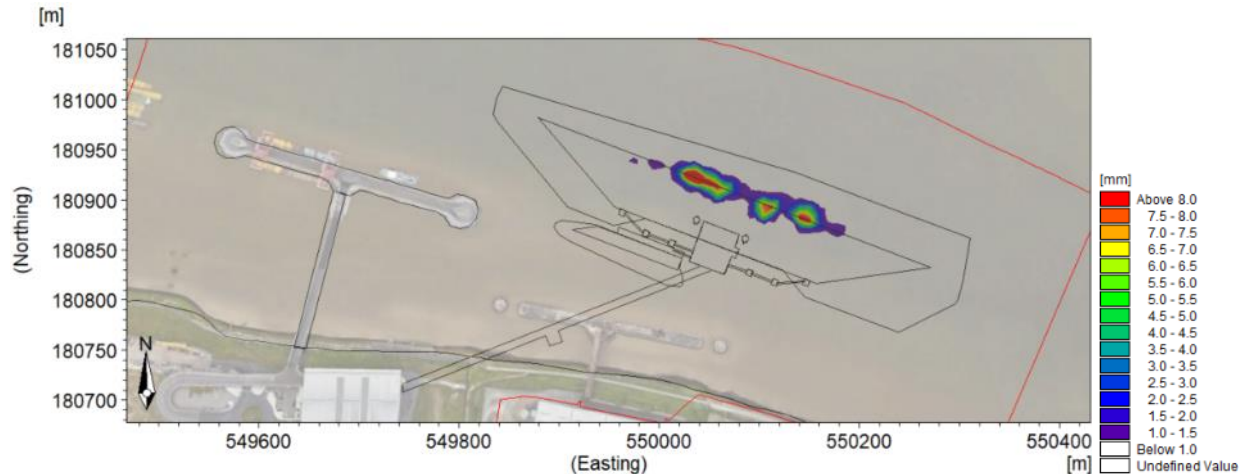 [m]
181050
181000
180950
180900
180850
180800
180750
180700
(Northing)
N
549600
549800
550000
550200
550400
(Easting)
[m]
[mm]
Above 8.0
7.5 - 8.0
7.0 - 7.5
6.5 - 7.0
6.0 - 6.5
5.5 - 6.0
5.0 - 5.5
4.5 - 5.0
4.0 - 4.5
3.5 - 4.0
3.0 - 3.5
2.5 - 3.0
2.0 - 2.5
1.5 - 2.0
1.0 - 1.5
Below 1.0
Undefined Value